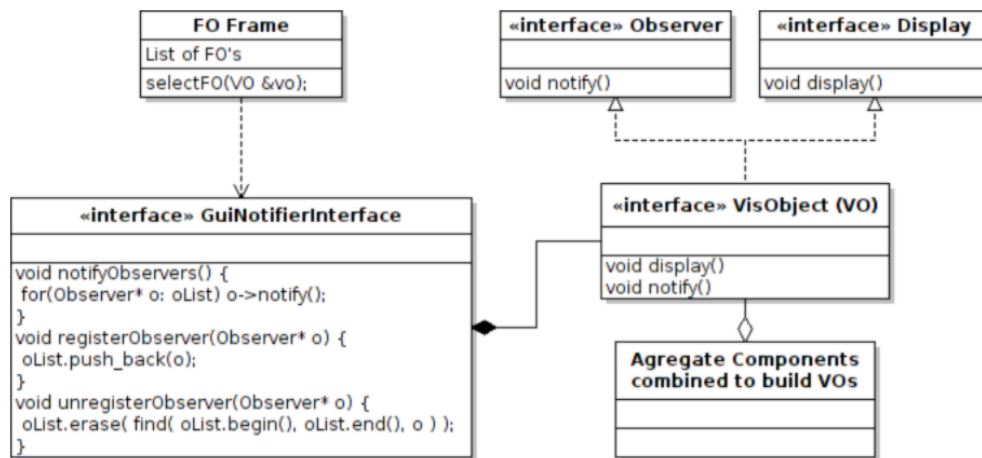 FO Frame
List of FO's
selectFO(VO &vo);
«interface» Observer
void notify()
«interface» Display
void display()
«interface» GuiNotifierInterface
void notifyObservers() {
for(Observer* o: oList) o->notify();
}
void registerObserver(Observer* o) {
oList.push_back(o);
}
void unregisterObserver(Observer* o) {
oList.erase( find( oList.begin(), oList.end(), o ) );
}
«interface» VisObject (VO)
void display()
void notify()
Agregate Components
combined to build VOs